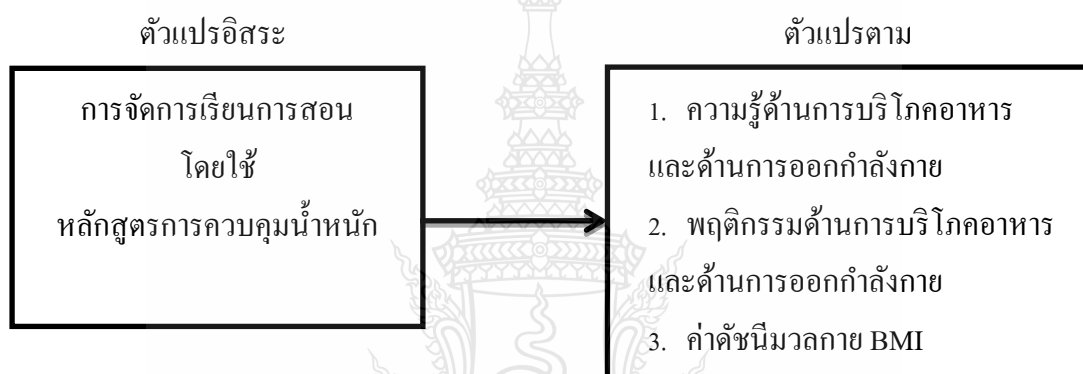 ตัวแปรอิสระ
การจัดการเรียนการสอน
โดยใช้
หลักสูตรการควบคุมน้ำหนัก
ตัวแปรตาม
1. ความรู้ด้านการบริโภคอาหาร
และด้านการออกกำลังกาย
2. พฤติกรรมด้านการบริโภคอาหาร
และด้านการออกกำลังกาย
3. ค่าดัชนีมวลกาย BMI